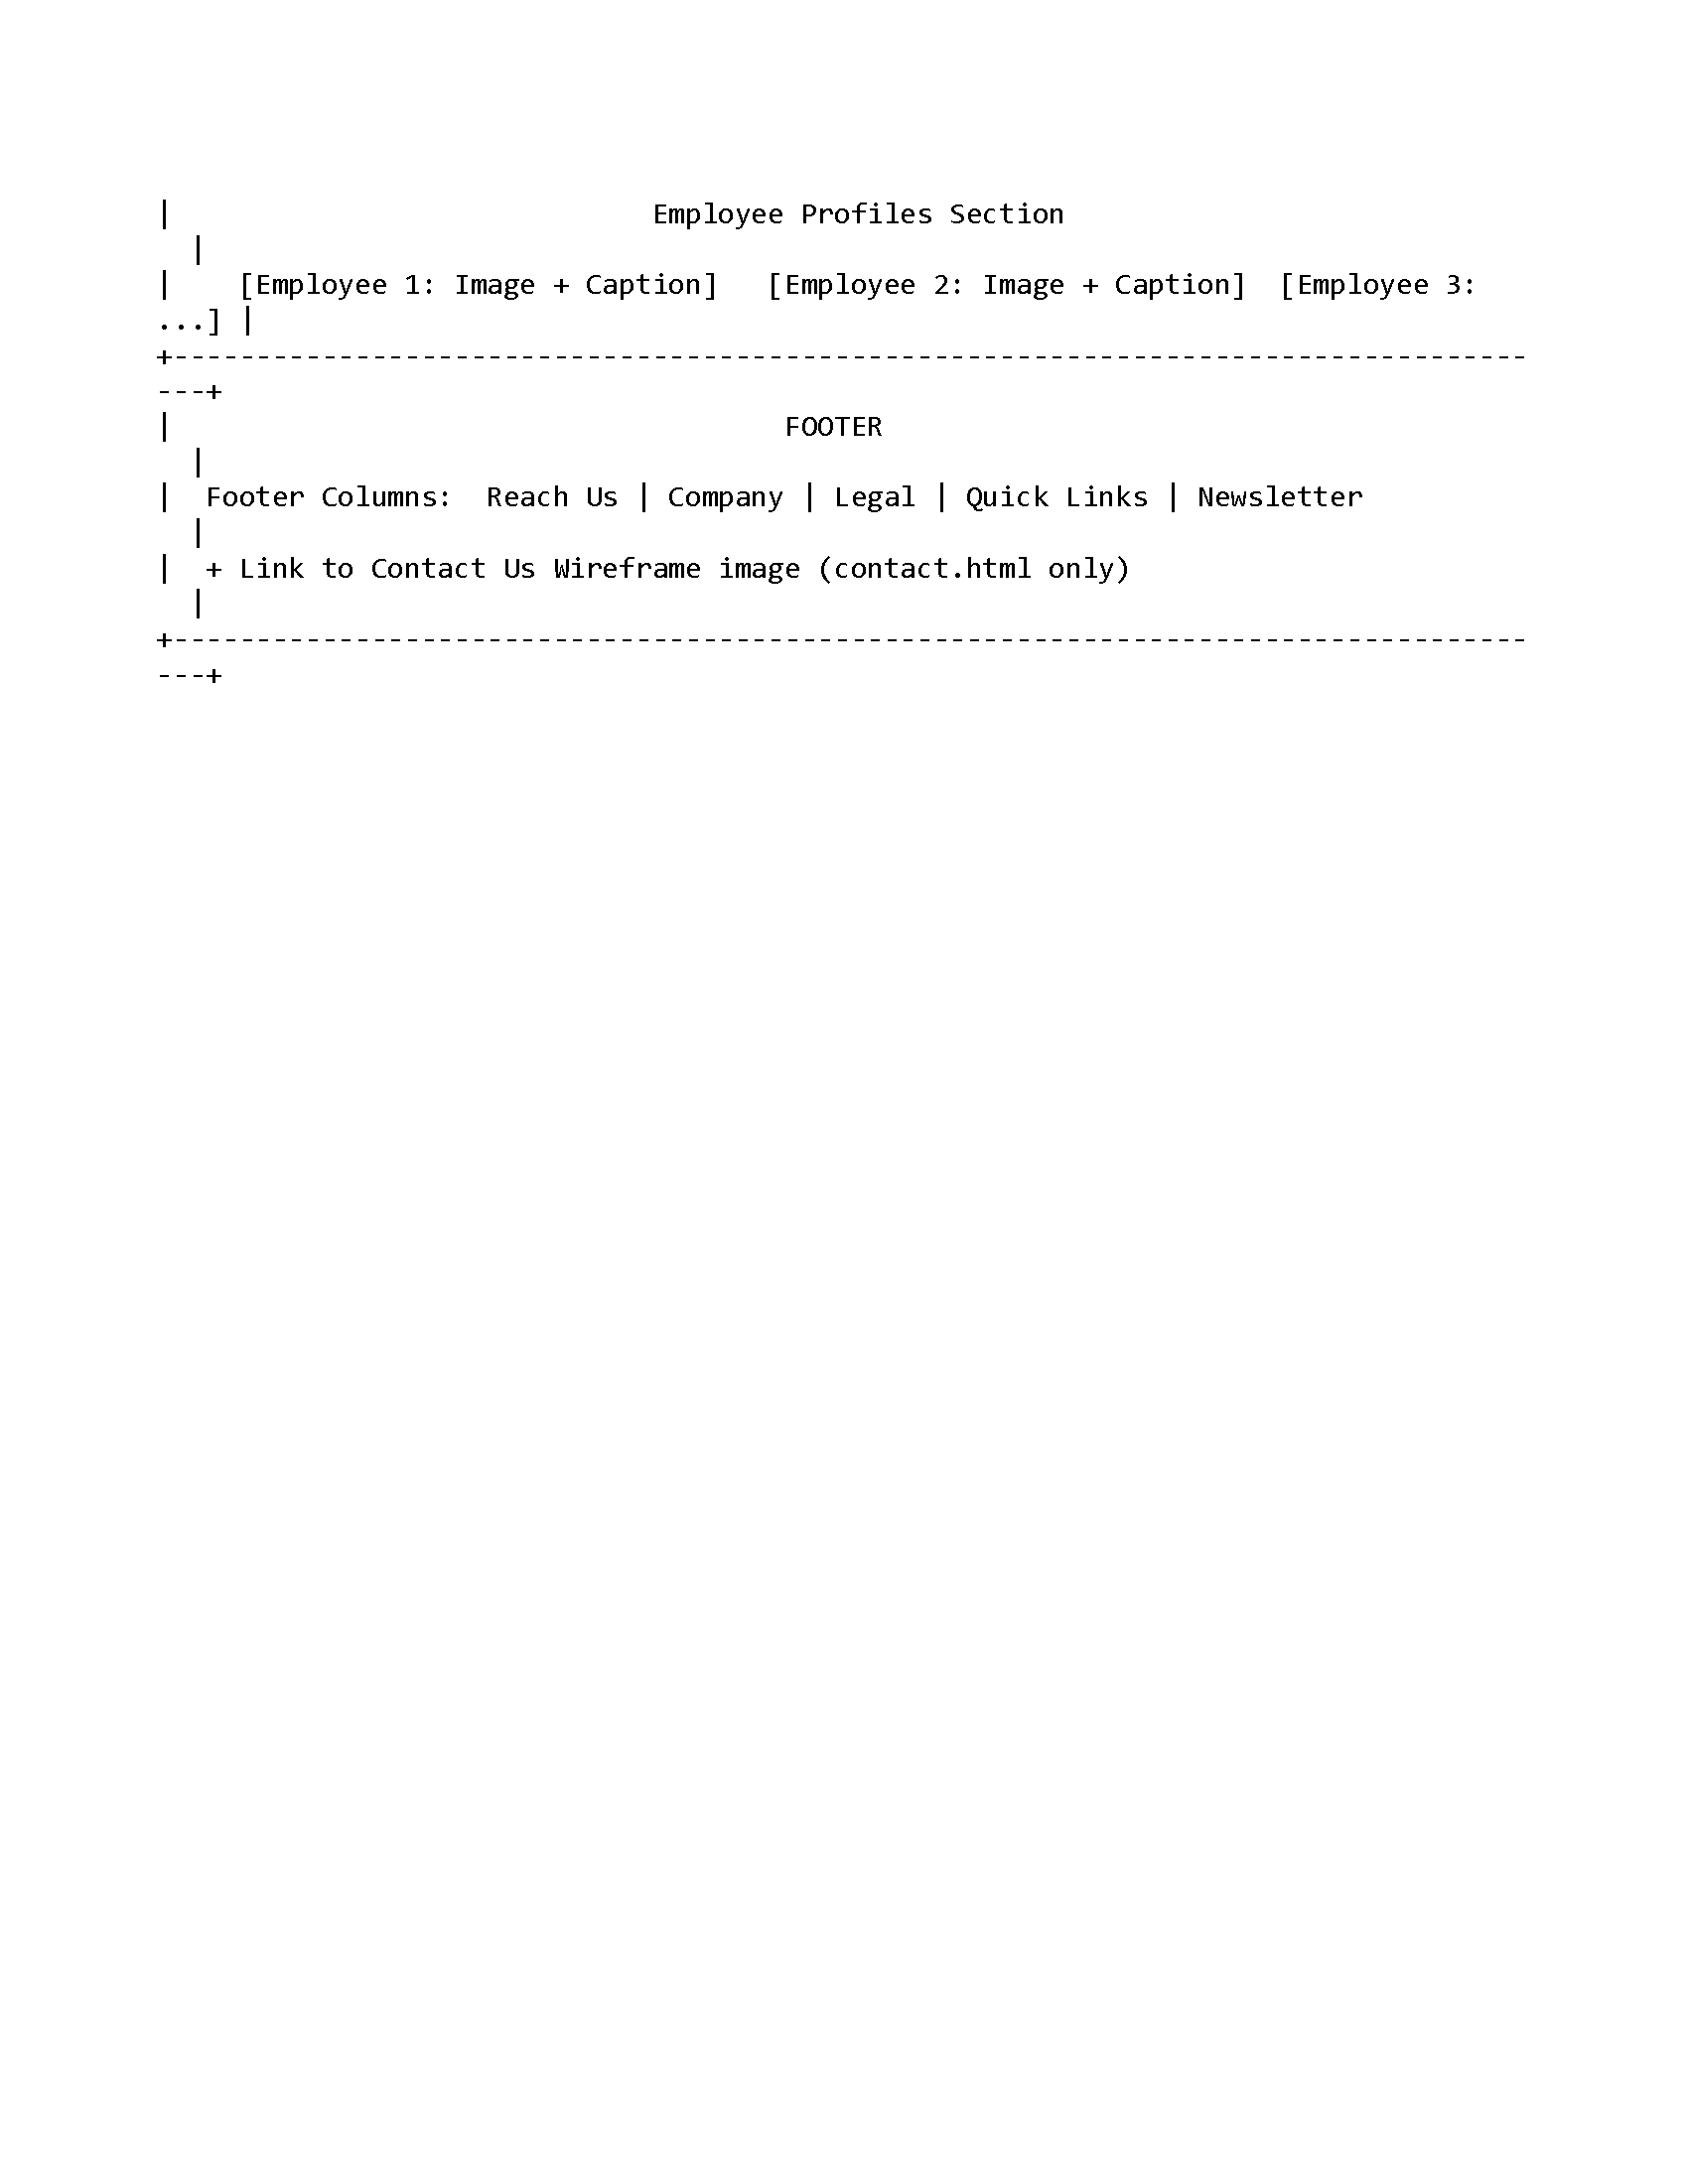 |                             Employee Profiles Section
  |
|    [Employee 1: Image + Caption]   [Employee 2: Image + Caption]  [Employee 3:
...] |
+----------------------------------------------------------------------------------
---+
|                                     FOOTER
  |
|  Footer Columns:  Reach Us | Company | Legal | Quick Links | Newsletter
  |
|  + Link to Contact Us Wireframe image (contact.html only)
  |
+----------------------------------------------------------------------------------
---+